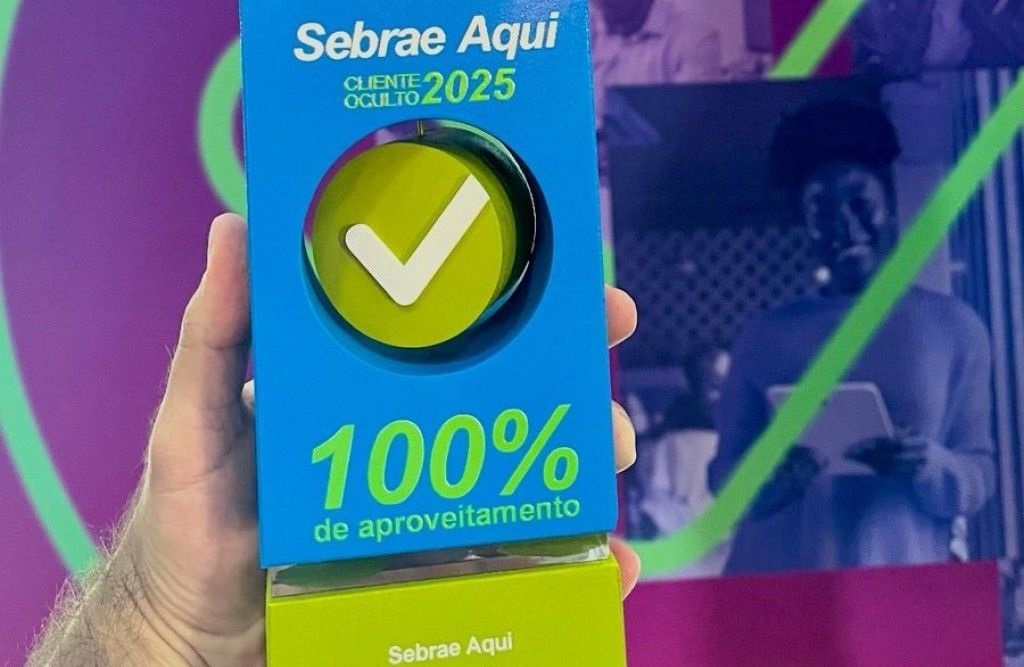 Sebrae Aqui
CLIENTE
OCULTO 2025
100%
de aproveitamento
Sebrae Aqui